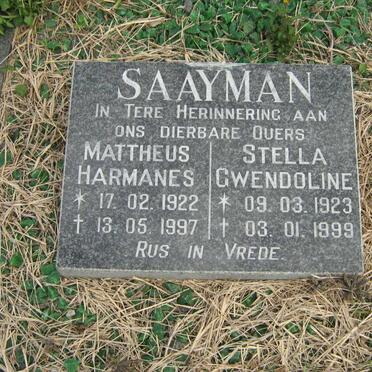 SAAYMAN
IN TERE HERINNERING AAN
ONS DIERBARE OUERS
MATTHEUS
HARMANES
* 17.02.1922
† 13.05.1997
STELLA
GWENDOLINE
* 09.03.1923
† 03.01.1999
RUS IN VREDE